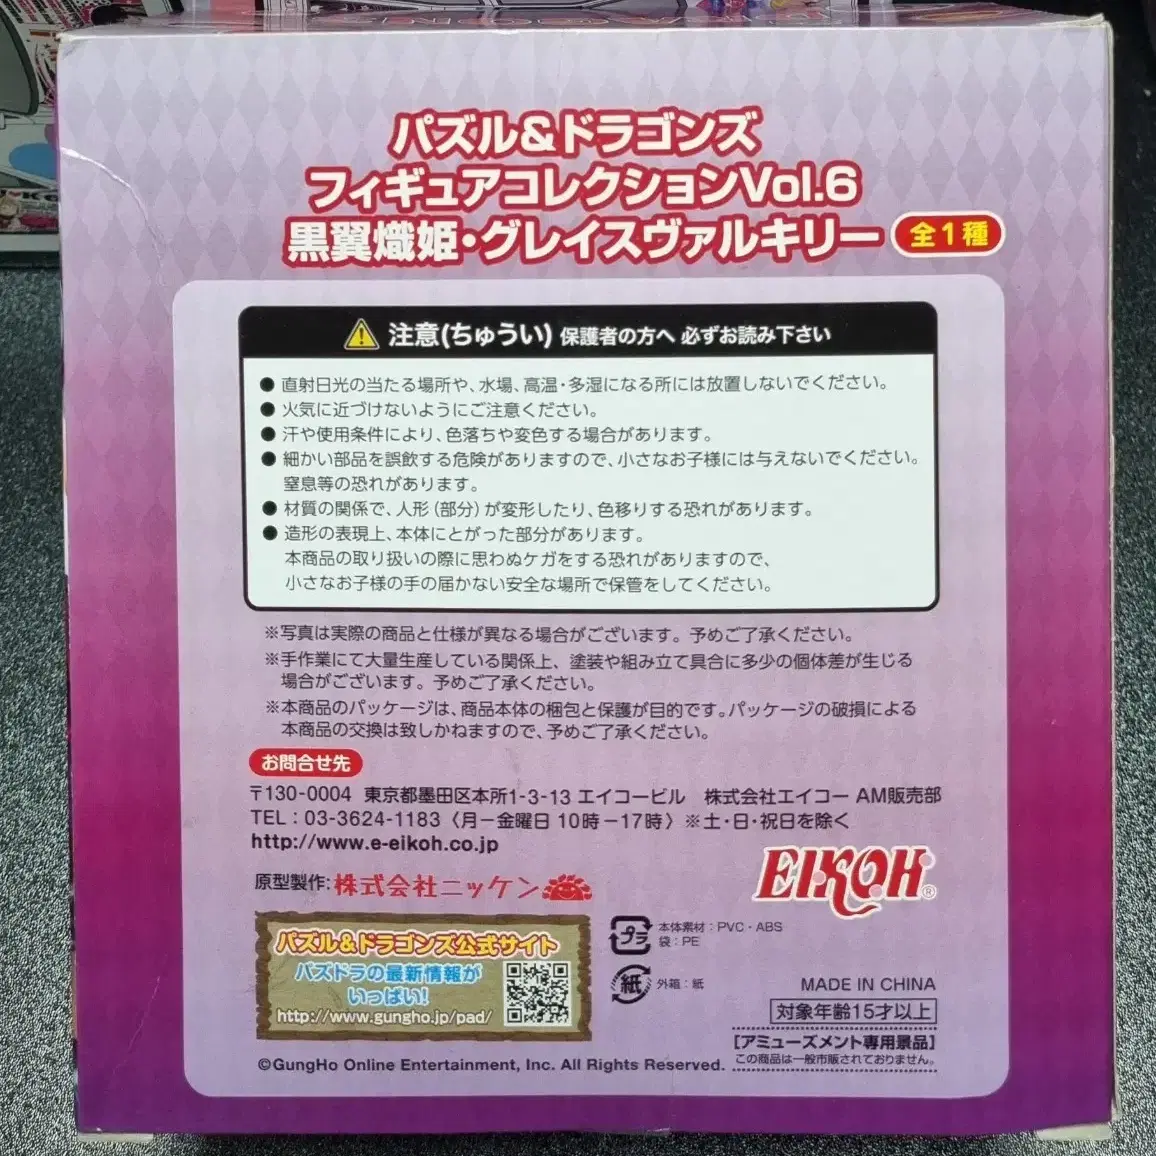 パズル&ドラゴンズ
フィギュアコレクションVol.6
黒翼熾姫・グレイスヴァルキリー 全1種
注意(ちゅうい) 保護者の方へ 必ずお読み下さい
● 直射日光の当たる場所や、水場、高温・多湿になる所には放置しないでください。
● 火気に近づけないようにご注意ください。
● 汗や使用条件により、色落ちや変色する場合があります。
● 細かい部品を誤飲する危険がありますので、小さなお子様には与えないでください。
窒息等の恐れがあります。
● 材質の関係で、人形(部分)が変形したり、色移りする恐れがあります。
● 造形の表現上、本体にとがった部分があります。
本商品の取り扱いの際に思わぬケガをする恐れがありますので、
小さなお子様の手の届かない安全な場所で保管をしてください。
※写真は実際の商品と仕様が異なる場合がございます。予めご了承ください。
※手作業にて大量生産している関係上、塗装や組み立て具合に多少の個体差が生じる
場合がございます。予めご了承ください。
※本商品のパッケージは、商品本体の梱包と保護が目的です。パッケージの破損による
本商品の交換は致しかねますので、予めご了承ください。
お問合せ先
〒130-0004 東京都墨田区本所1-3-13 エイコービル 株式会社エイコー AM販売部
TEL:03-3624-1183〈月－金曜日 10時－17時〉※土・日・祝日を除く
http://www.e-eikoh.co.jp
EIKOH®
原型製作:株式会社ニッケン
パズル&ドラゴンズ公式サイト
パズドラの最新情報が
いっぱい!
http://www.gungho.jp/pad/
プラ 本体素材:PVC・ABS
袋:PE
紙 外箱:紙
MADE IN CHINA
対象年齢15才以上
[アミューズメント専用景品]
この商品は一般市販されておりません。
©GungHo Online Entertainment, Inc. All Rights Reserved.